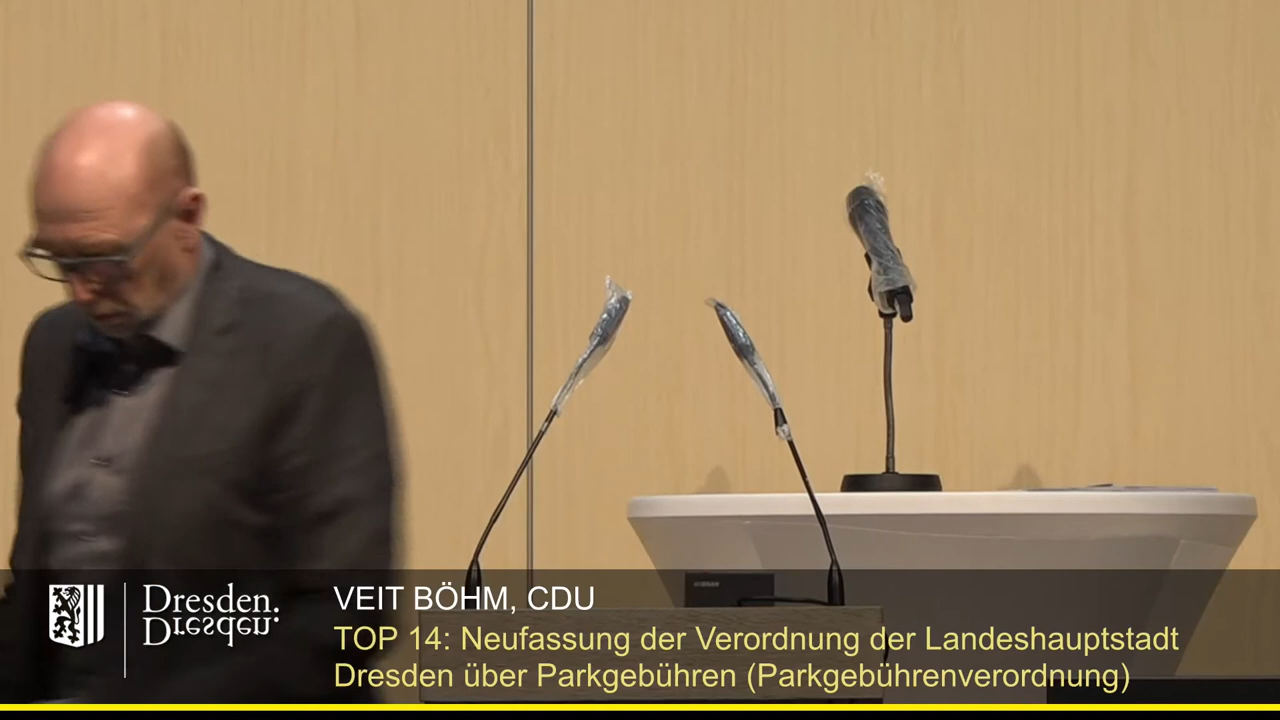 VEIT BÖHM, CDU
Dresden.
Dresden.
TOP 14: Neufassung der Verordnung der Landeshauptstadt
Dresden über Parkgebühren (Parkgebührenverordnung)